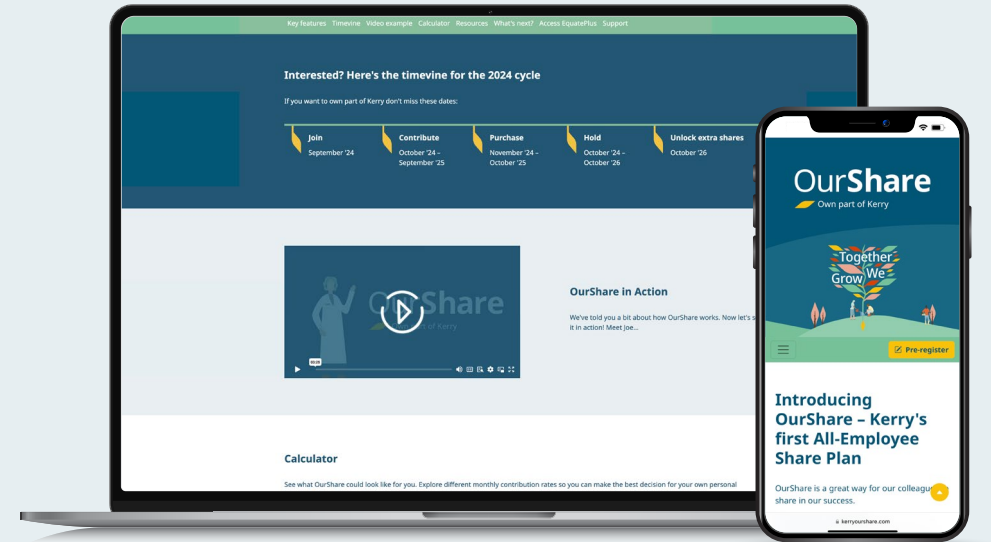 Key features Timevine Video example Calculator Resources What's next? Access EquatePlus Support
Interested? Here's the timevine for the 2024 cycle
If you want to own part of Kerry don't miss these dates:
Join
September '24
Contribute
October '24 –
September '25
Purchase
November '24 –
October '25
Hold
October '24 –
October '26
Unlock extra shares
October '26
OurShare
Own part of Kerry
00:00
OurShare in Action
We've told you a bit about how OurShare works. Now let's s
it in action! Meet Joe...
Calculator
See what OurShare could look like for you. Explore different monthly contribution rates so you can make the best decision for your own personal
OurShare
Own part of Kerry
Together
Grow We
Pre-register
Introducing
OurShare – Kerry's
first All-Employee
Share Plan
OurShare is a great way for our colleagu
share in our success.
kerryourshare.com